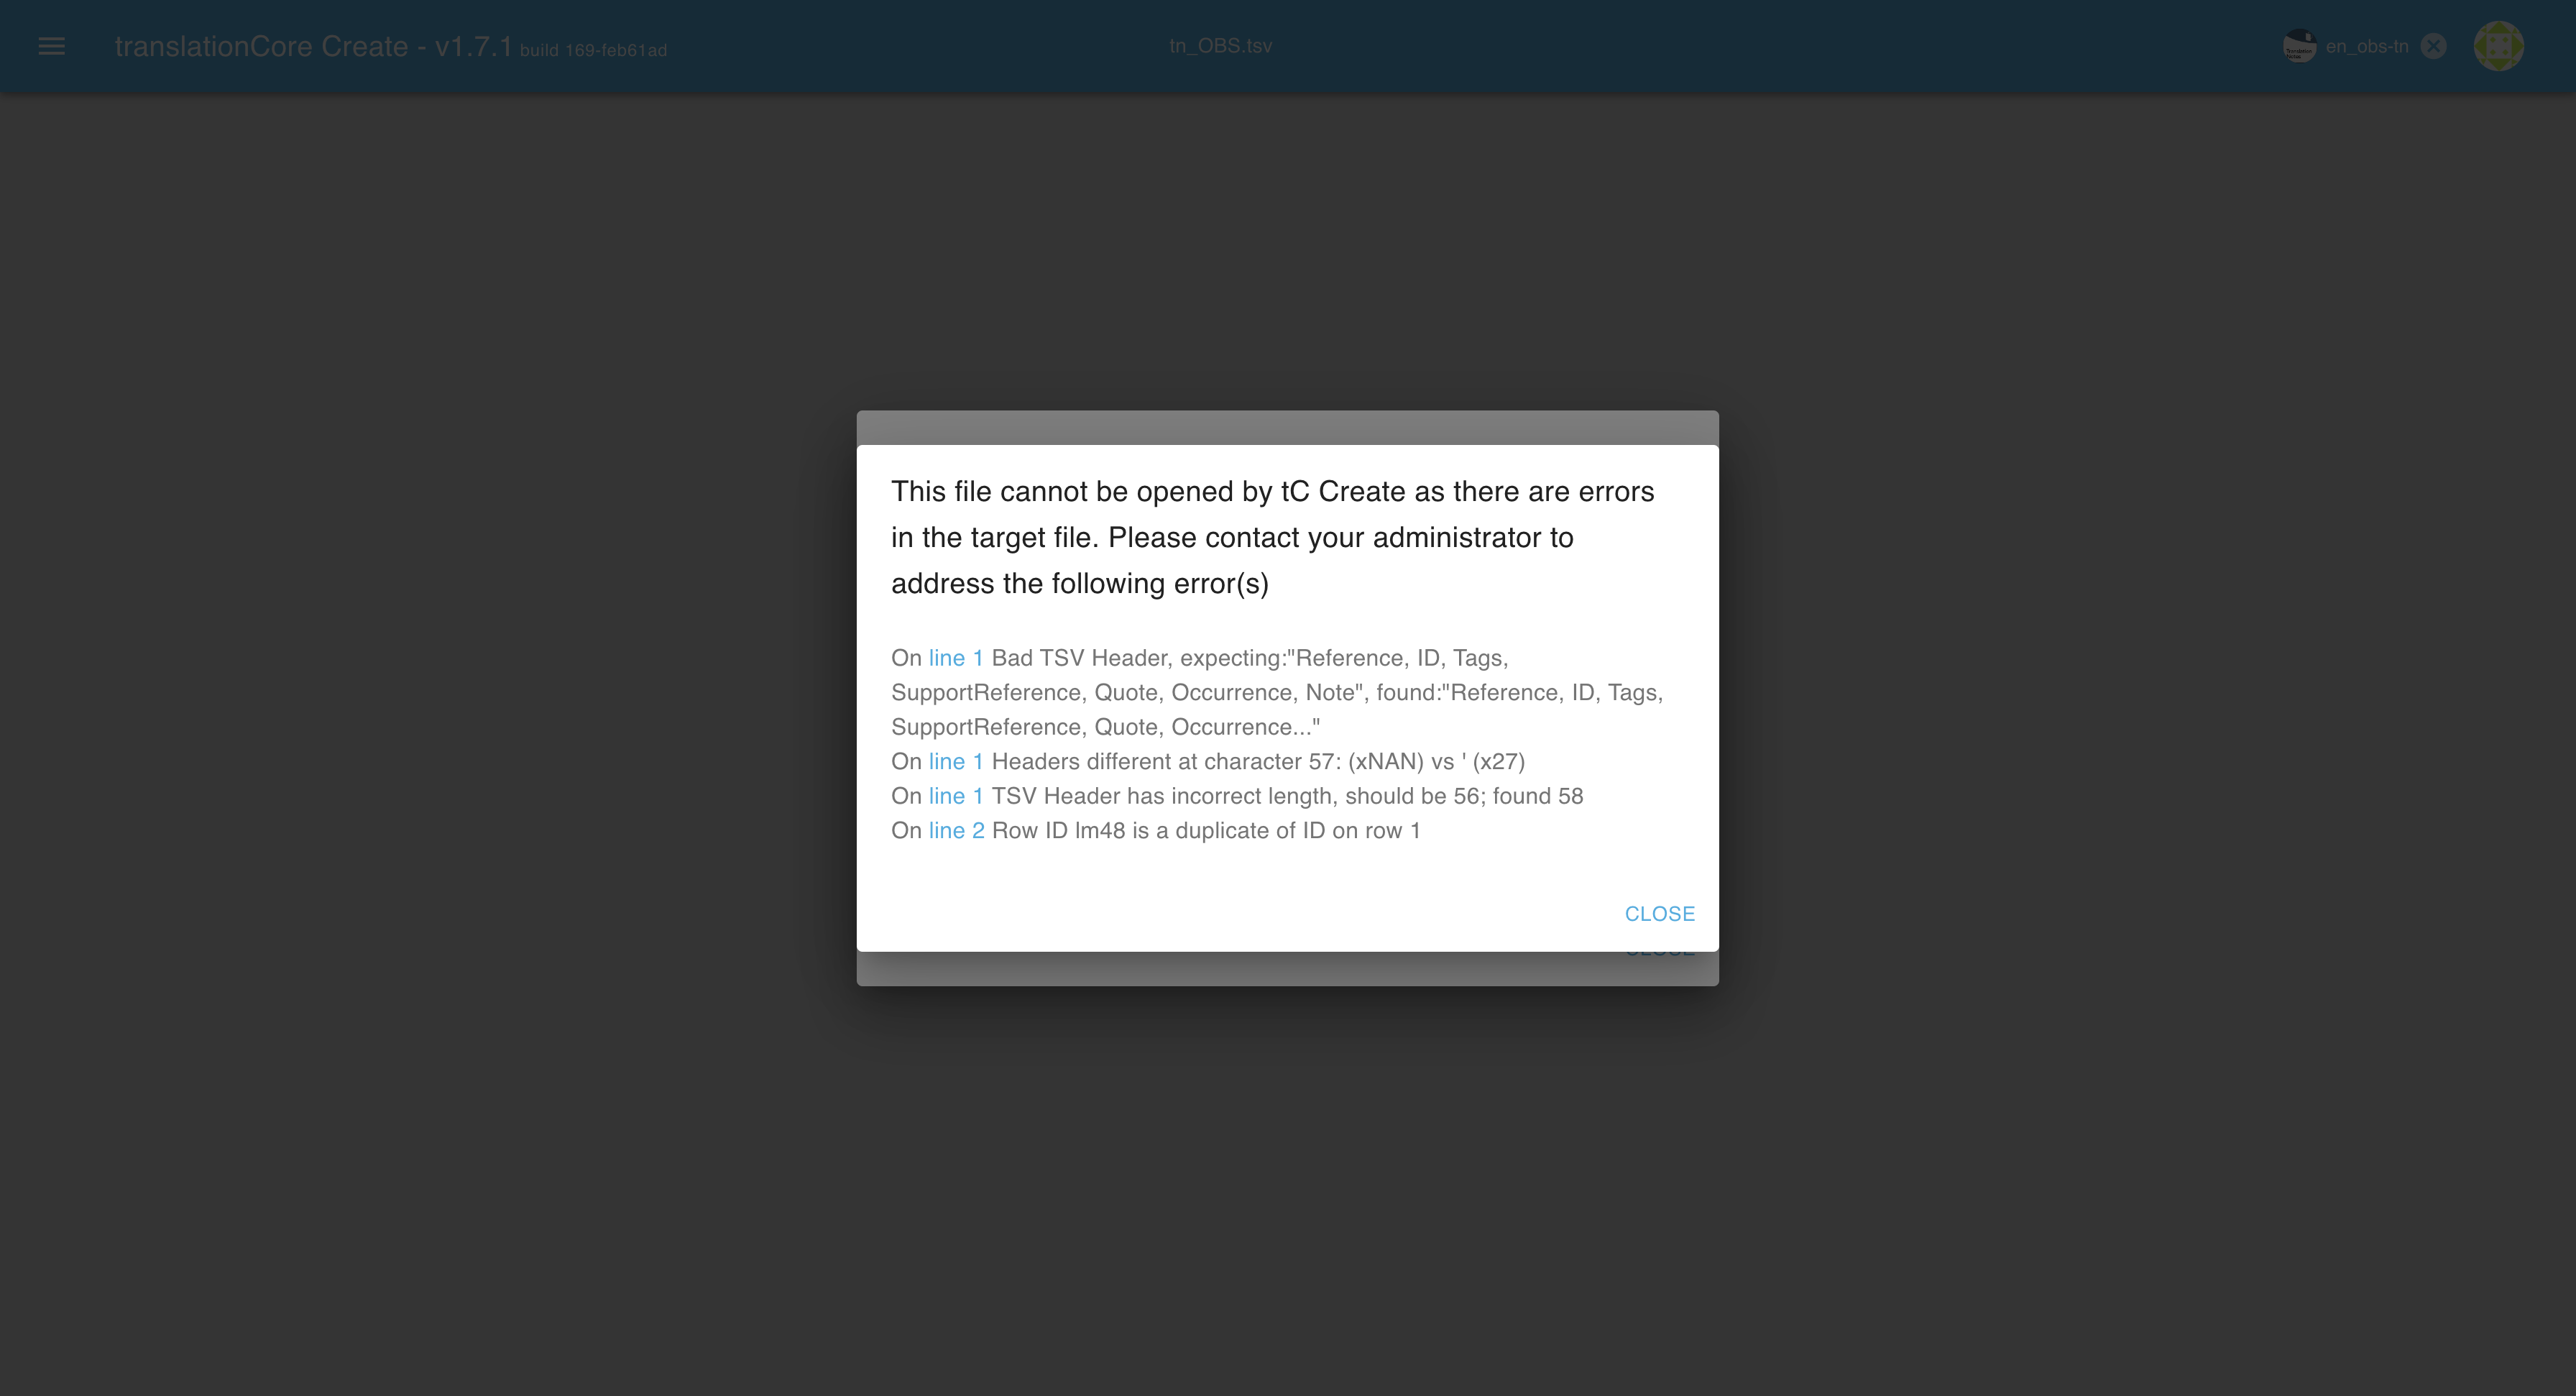 translationCore Create - v1.7.1 build 169-feb61ad
tn_OBS.tsv
en_obs-tn
This file cannot be opened by tC Create as there are errors
in the target file. Please contact your administrator to
address the following error(s)
On line 1 Bad TSV Header, expecting:"Reference, ID, Tags,
SupportReference, Quote, Occurrence, Note", found:"Reference, ID, Tags,
SupportReference, Quote, Occurrence..."
On line 1 Headers different at character 57: (xNAN) vs ' (x27)
On line 1 TSV Header has incorrect length, should be 56; found 58
On line 2 Row ID lm48 is a duplicate of ID on row 1
CLOSE